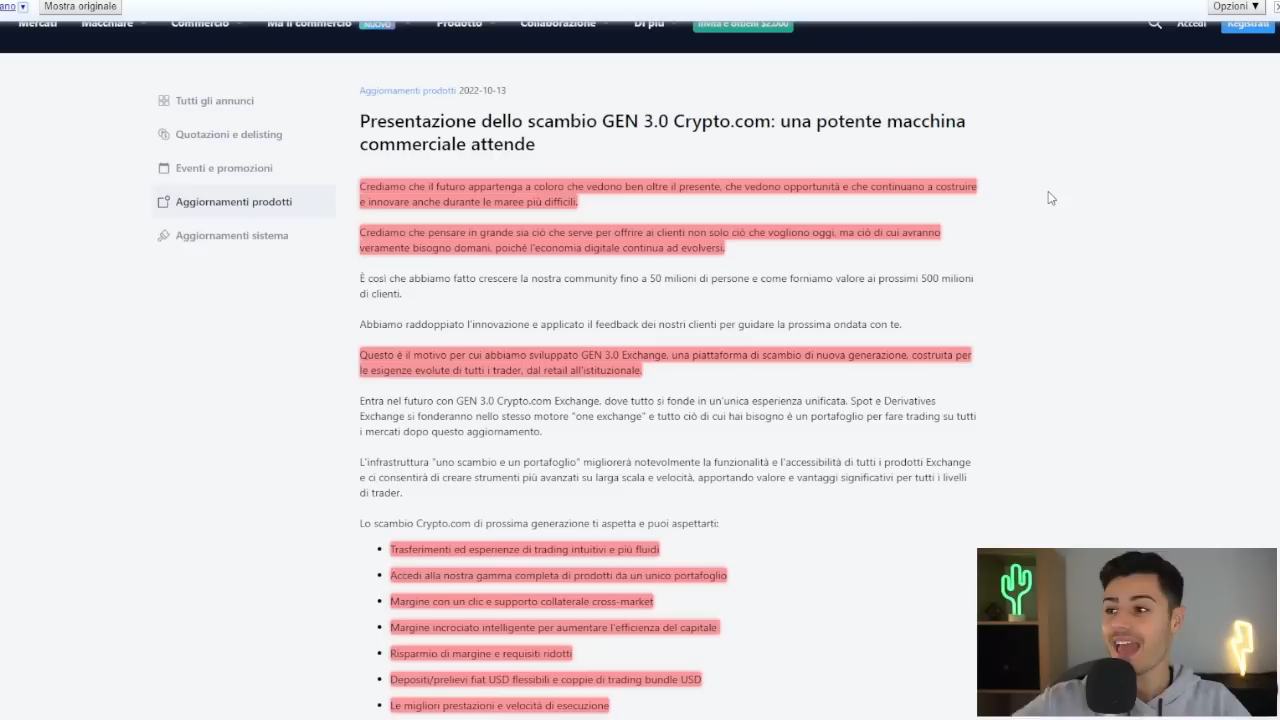 ano
Mostra originale
Opzioni ▼
Mercati
Macchiare
Commercio
Ma il commercio
NUOVO
Prodotto
Collaborazione
Di più
Invita e ottieni $2,000
Accedi
Registrati
Tutti gli annunci
Quotazioni e delisting
Eventi e promozioni
Aggiornamenti prodotti
Aggiornamenti sistema
Aggiornamenti prodotti 2022-10-13
Presentazione dello scambio GEN 3.0 Crypto.com: una potente macchina
commerciale attende
Crediamo che il futuro appartenga a coloro che vedono ben oltre il presente, che vedono opportunità e che continuano a costruire
e innovare anche durante le maree più difficili.
Crediamo che pensare in grande sia ciò che serve per offrire ai clienti non solo ciò che vogliono oggi, ma ciò di cui avranno
veramente bisogno domani, poiché l'economia digitale continua ad evolversi.
È così che abbiamo fatto crescere la nostra community fino a 50 milioni di persone e come forniamo valore ai prossimi 500 milioni
di clienti.
Abbiamo raddoppiato l'innovazione e applicato il feedback dei nostri clienti per guidare la prossima ondata con te.
Questo è il motivo per cui abbiamo sviluppato GEN 3.0 Exchange, una piattaforma di scambio di nuova generazione, costruita per
le esigenze evolute di tutti i trader, dal retail all'istituzionale.
Entra nel futuro con GEN 3.0 Crypto.com Exchange, dove tutto si fonde in un'unica esperienza unificata. Spot e Derivatives
Exchange si fonderanno nello stesso motore "one exchange" e tutto ciò di cui hai bisogno è un portafoglio per fare trading su tutti
i mercati dopo questo aggiornamento.
L'infrastruttura "uno scambio e un portafoglio" migliorerà notevolmente la funzionalità e l'accessibilità di tutti i prodotti Exchange
e ci consentirà di creare strumenti più avanzati su larga scala e velocità, apportando valore e vantaggi significativi per tutti i livelli
di trader.
Lo scambio Crypto.com di prossima generazione ti aspetta e puoi aspettarti:
Trasferimenti ed esperienze di trading intuitivi e più fluidi
Accedi alla nostra gamma completa di prodotti da un unico portafoglio
Margine con un clic e supporto collaterale cross-market
Margine incrociato intelligente per aumentare l'efficienza del capitale
Risparmio di margine e requisiti ridotti
Depositi/prelievi fiat USD flessibili e coppie di trading bundle USD
Le migliori prestazioni e velocità di esecuzione